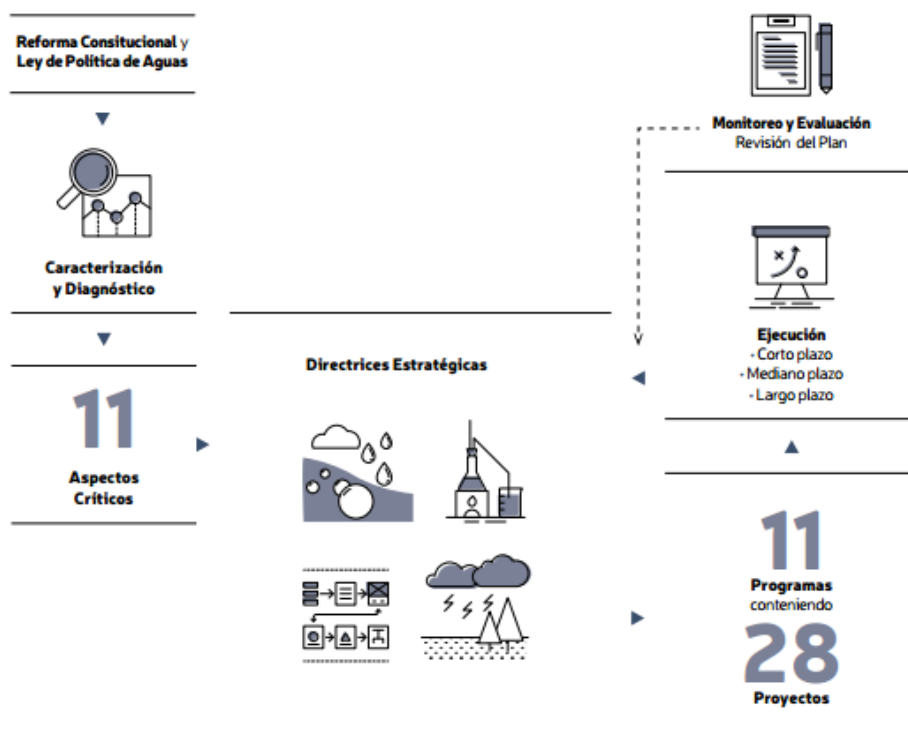 Reforma Consitucional y
Ley de Política de Aguas
Caracterización
y Diagnóstico
11
Aspectos
Críticos
Directrices Estratégicas
Monitoreo y Evaluación
Revisión del Plan
Ejecución
- Corto plazo
- Mediano plazo
- Largo plazo
11
Programas
conteniendo
28
Proyectos